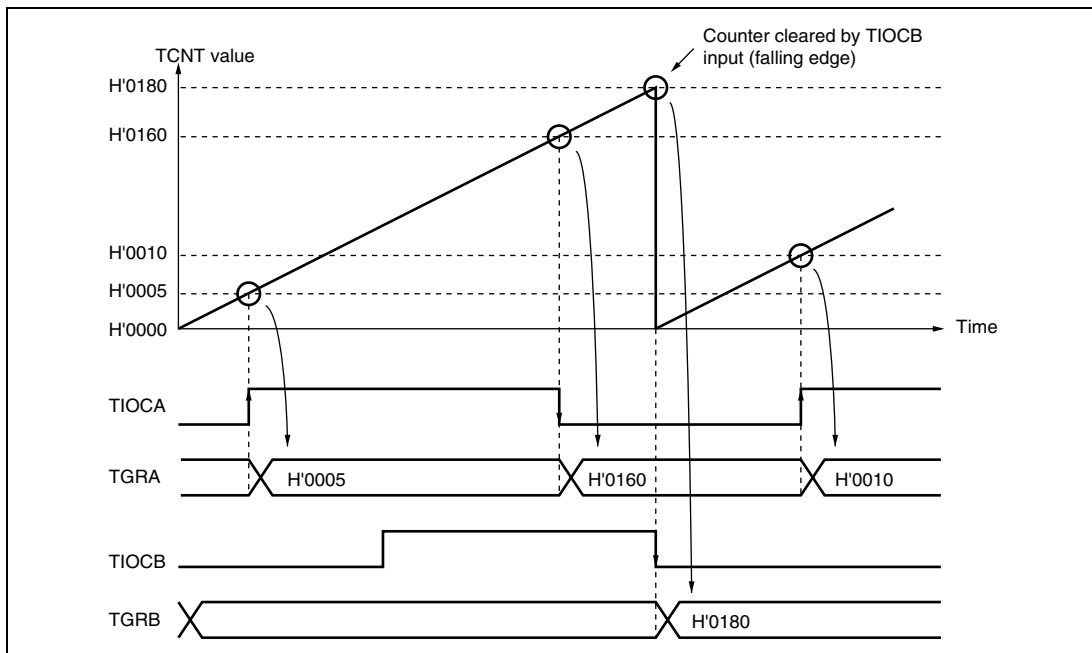 Counter cleared by TIOCB
input (falling edge)
TCNT value
H'0180
H'0160
H'0010
H'0005
H'0000
Time
TIOCA
TGRA
H'0005
H'0160
H'0010
TIOCB
TGRB
H'0180